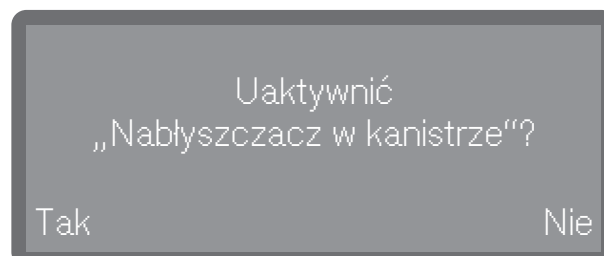 Uaktywnić
„Nabłyszczacz w kanistrze“?
Tak Nie